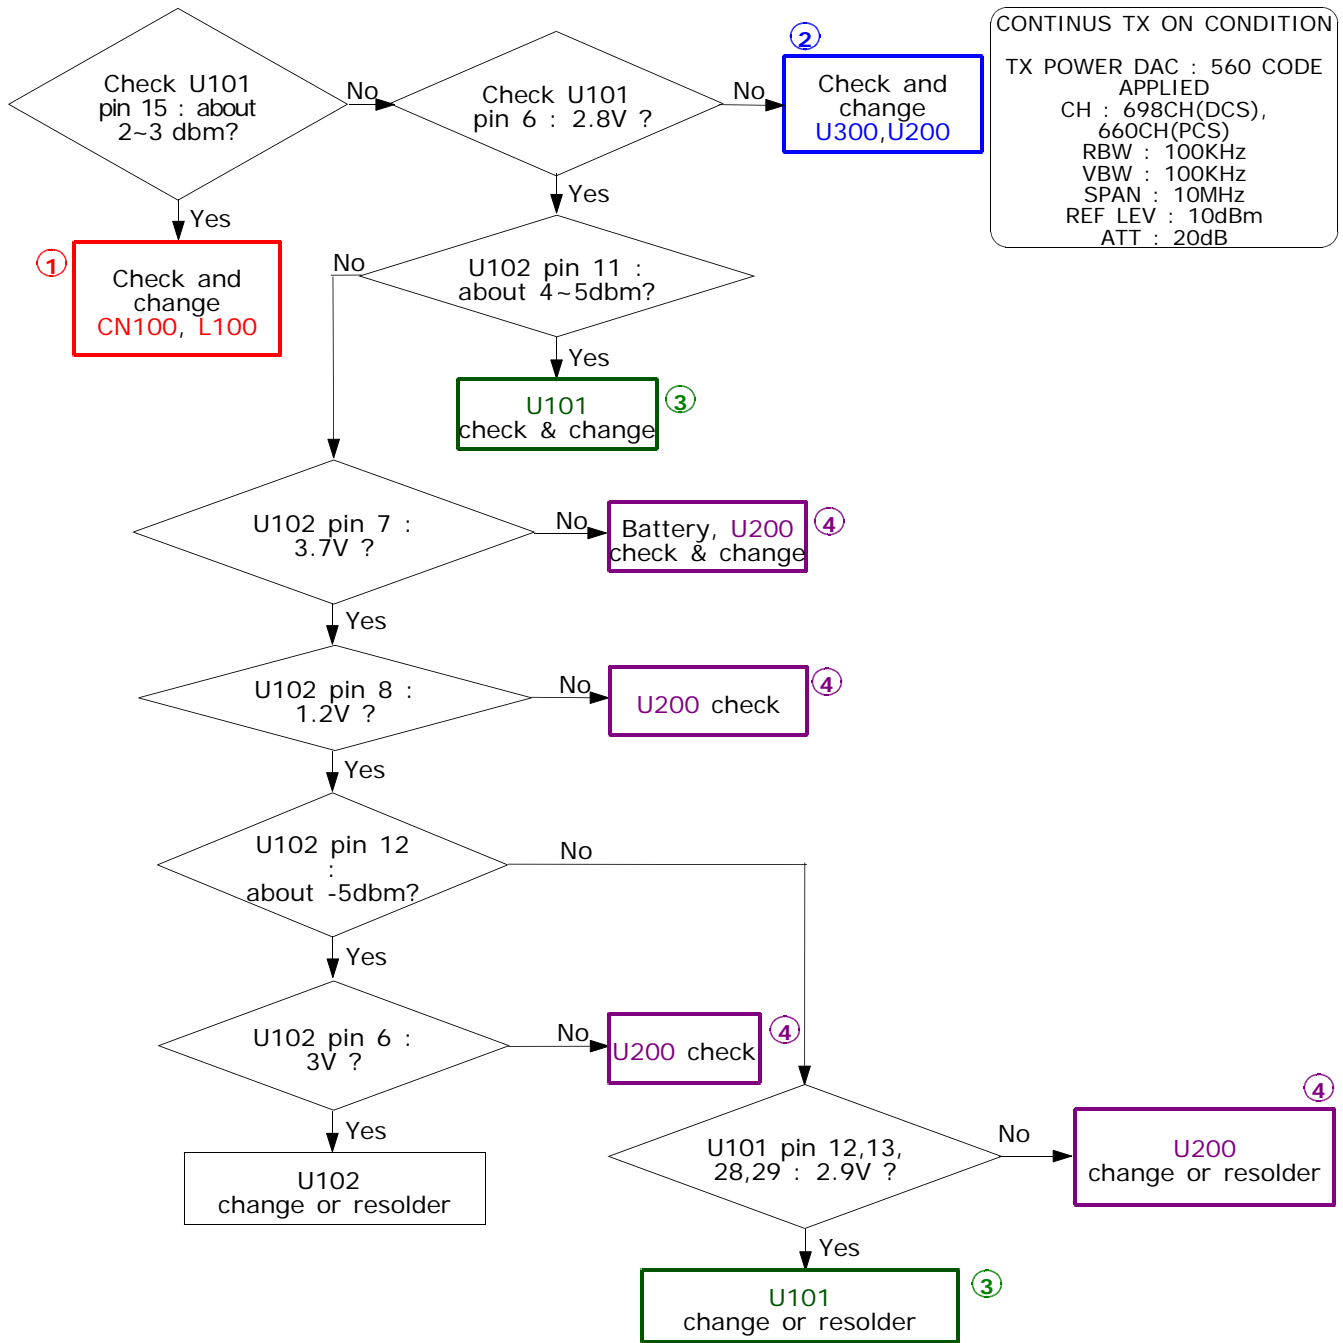 Check U101
pin 15 : about
2~3 dbm?
No
Check U101
pin 6 : 2.8V ?
No
2
Check and
change
U300,U200
CONTINUS TX ON CONDITION
TX POWER DAC : 560 CODE
APPLIED
CH : 698CH(DCS),
660CH(PCS)
RBW : 100KHz
VBW : 100KHz
SPAN : 10MHz
REF LEV : 10dBm
ATT : 20dB
Yes
Yes
1
Check and
change
CN100, L100
No
U102 pin 11 :
about 4~5dbm?
Yes
U101
check & change
3
U102 pin 7 :
3.7V ?
No
Battery, U200
check & change
4
Yes
U102 pin 8 :
1.2V ?
No
U200 check
4
Yes
U102 pin 12
:
about -5dbm?
No
Yes
U102 pin 6 :
3V ?
No
U200 check
4
Yes
U102
change or resolder
U101 pin 12,13,
28,29 : 2.9V ?
No
4
U200
change or resolder
Yes
U101
change or resolder
3